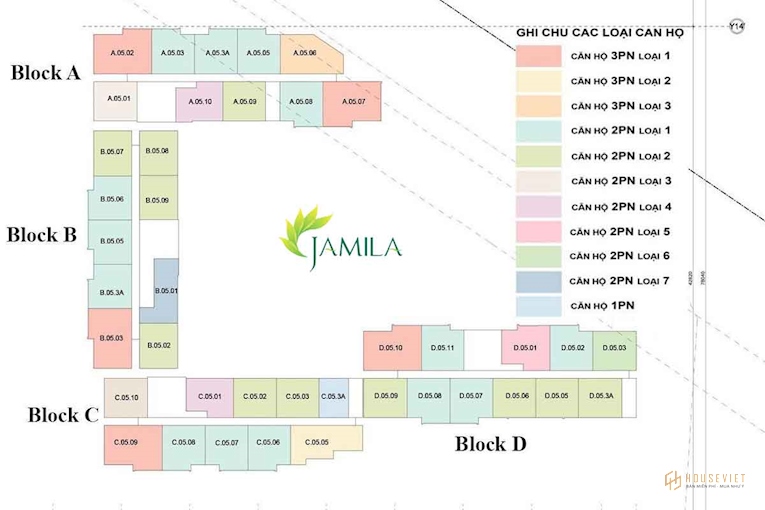 GHI CHÚ CÁC LOẠI CĂN HỘ
CĂN HỘ 3PN LOẠI 1
CĂN HỘ 3PN LOẠI 2
CĂN HỘ 3PN LOẠI 3
CĂN HỘ 2PN LOẠI 1
CĂN HỘ 2PN LOẠI 2
CĂN HỘ 2PN LOẠI 3
CĂN HỘ 2PN LOẠI 4
CĂN HỘ 2PN LOẠI 5
CĂN HỘ 2PN LOẠI 6
CĂN HỘ 2PN LOẠI 7
CĂN HỘ 1PN
Y14
Block A
A.05.02 A.05.03 A.05.3A A.05.05 A.05.06
A.05.01 A.05.10 A.05.09 A.05.08 A.05.07
Block B
B.05.07 B.05.08
B.05.06 B.05.09
B.05.05
B.05.3A B.05.01
B.05.03 B.05.02
JAMILA
Block C
C.05.10 C.05.01 C.05.02 C.05.03 C.05.3A
C.05.09 C.05.08 C.05.07 C.05.06 C.05.05
D.05.10 D.05.11 D.05.01 D.05.02 D.05.03
D.05.09 D.05.08 D.05.07 D.05.06 D.05.05 D.05.3A
Block D
HOUSEVIET